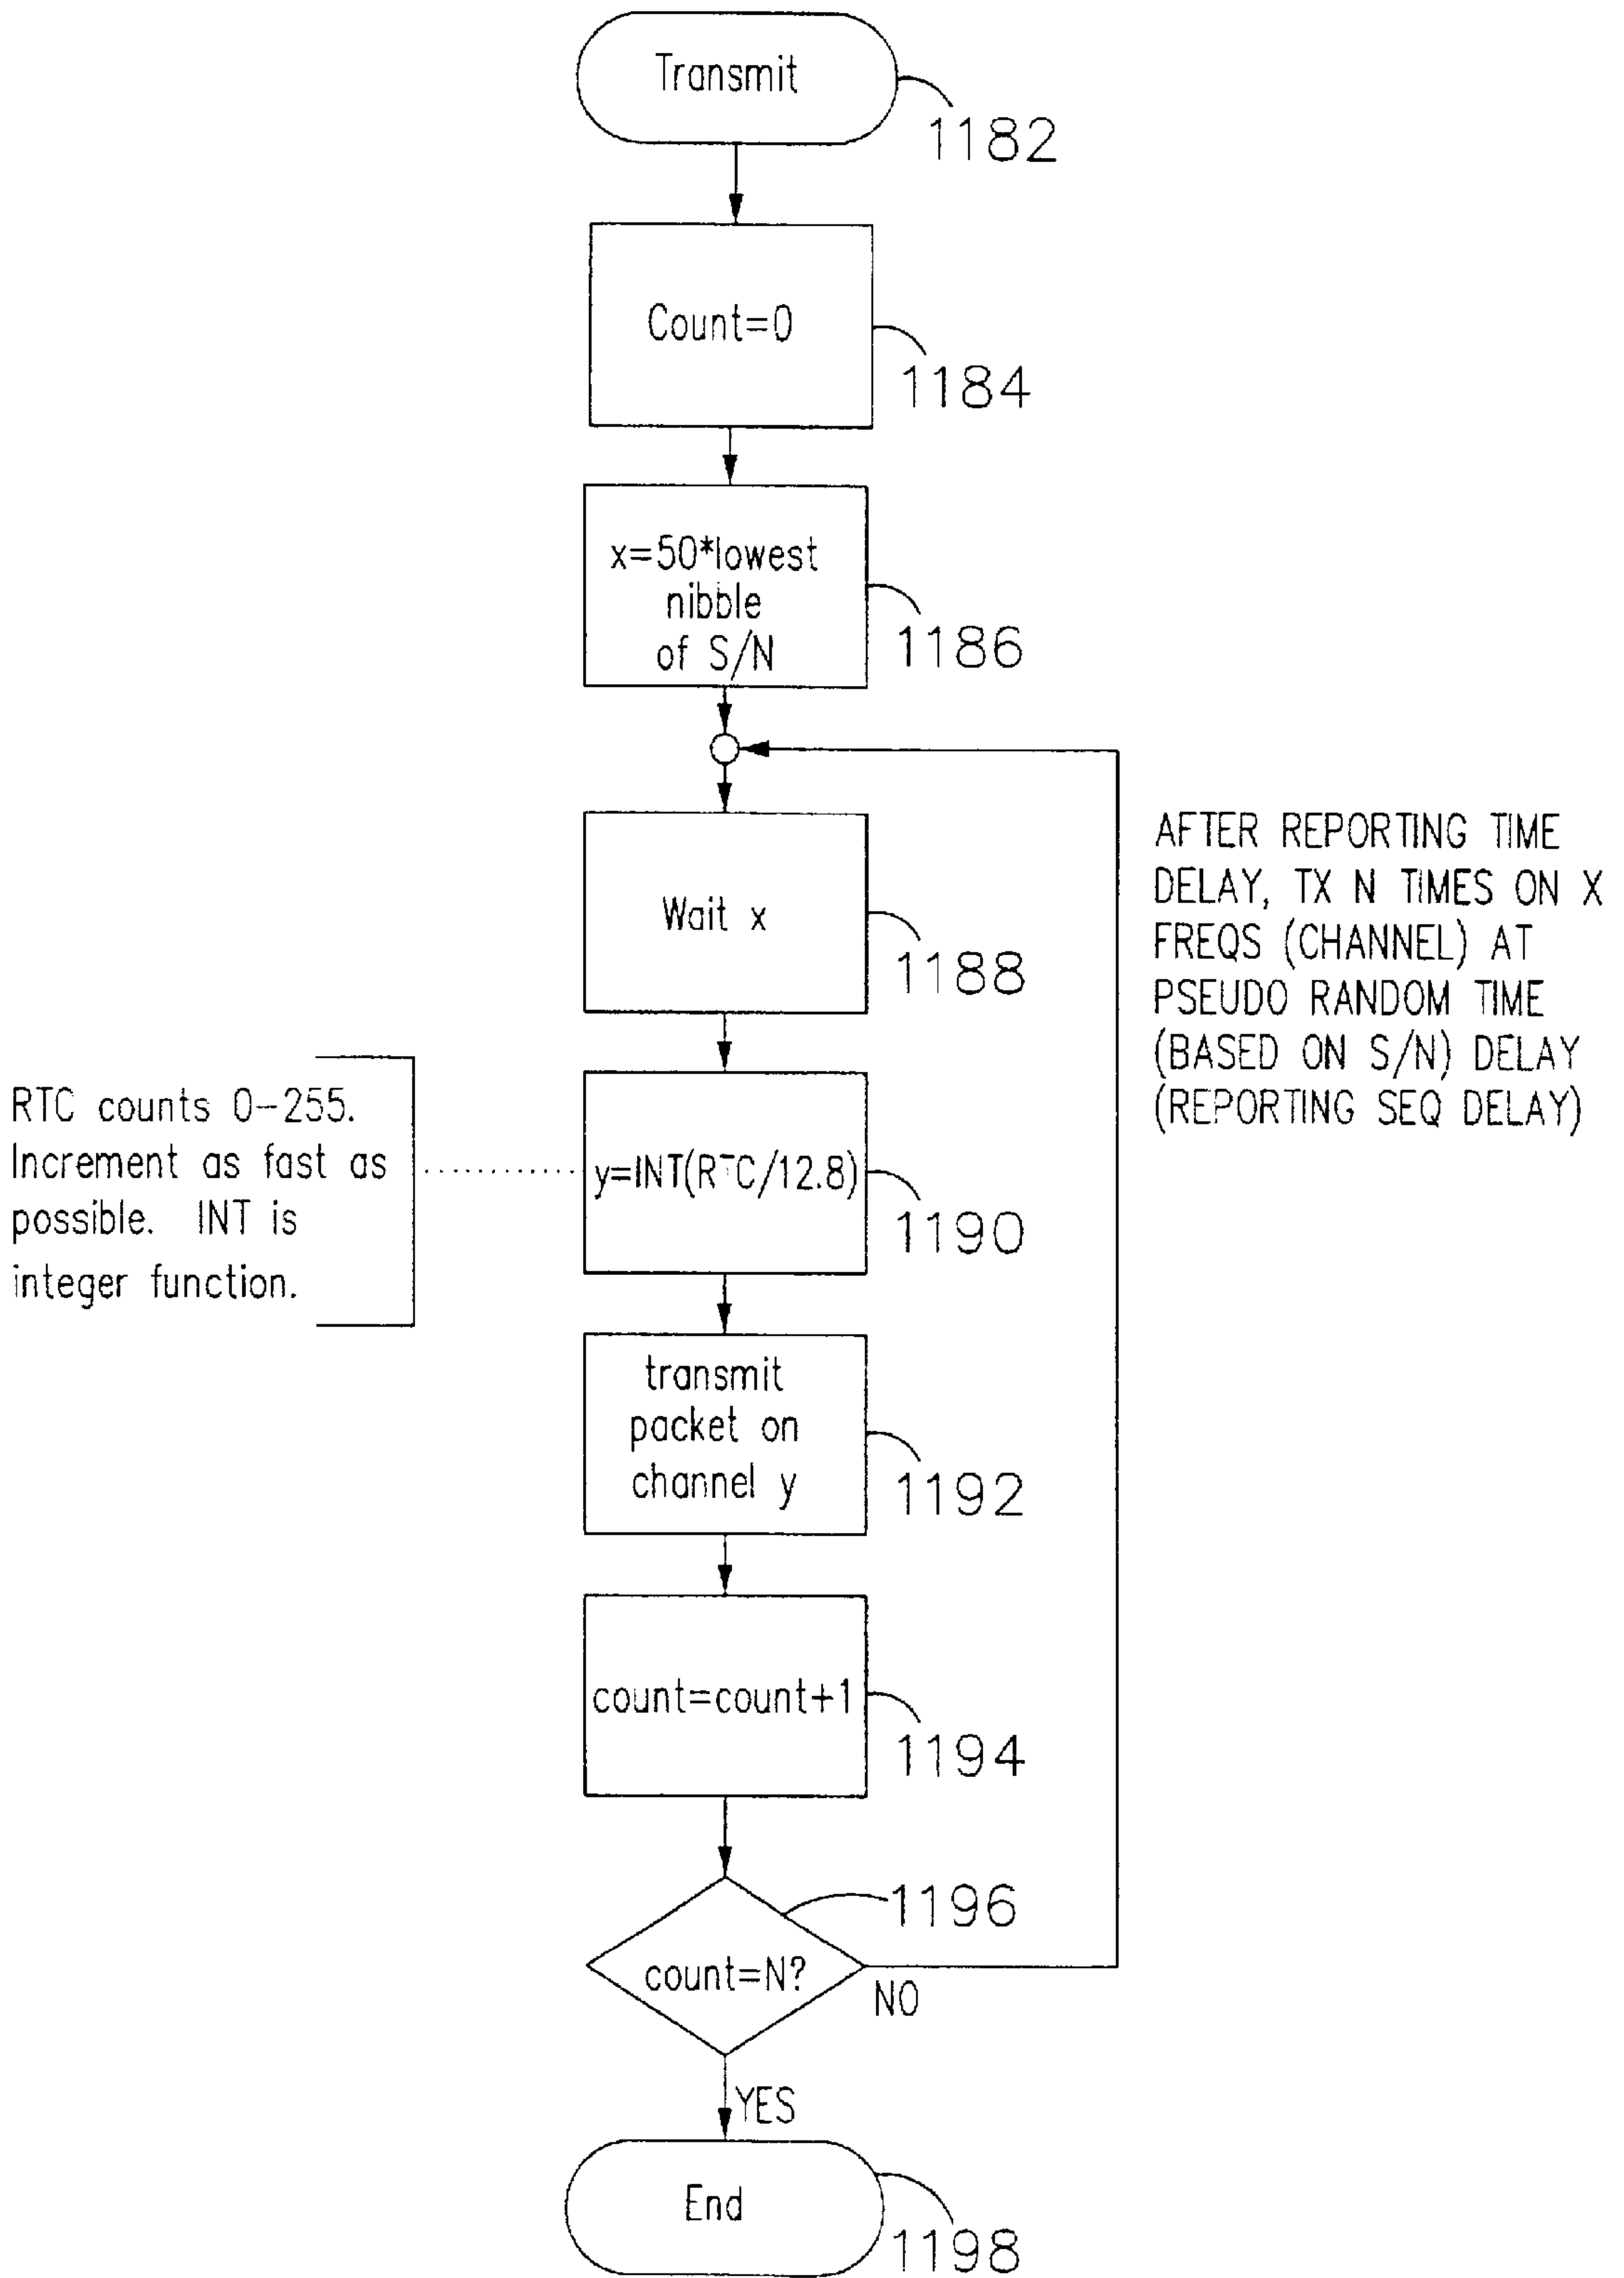 Transmit
1182
Count=0
1184
x=50*lowest
nibble
of S/N
1186
Wait x
1188
AFTER REPORTING TIME
DELAY, TX N TIMES ON X
FREQS (CHANNEL) AT
PSEUDO RANDOM TIME
(BASED ON S/N) DELAY
(REPORTING SEQ DELAY)
RTC counts 0-255.
Increment as fast as
possible. INT is
integer function.
y=INT(RTC/12.8)
1190
transmit
packet on
channel y
1192
count=count+1
1194
1196
count=N?
NO
YES
End
1198